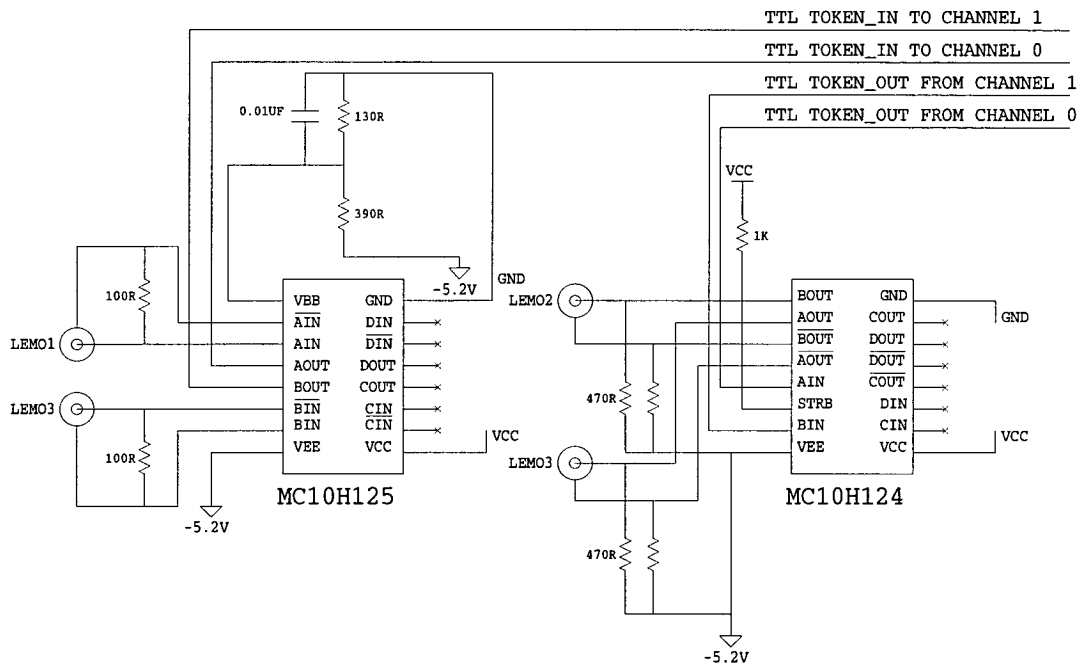 TTL TOKEN_IN TO CHANNEL 1
TTL TOKEN_IN TO CHANNEL 0
TTL TOKEN_OUT FROM CHANNEL 1
TTL TOKEN_OUT FROM CHANNEL 0
0.01UF
130R
390R
-5.2V
GND
100R
LEMO1
LEMO3
100R
VBB GND
AIN DIN
AIN DIN
AOUT DOUT
BOUT COUT
BIN CIN
BIN CIN
VEE VCC
VCC
MC10H125
-5.2V
VCC
1K
LEMO2
470R
LEMO3
470R
BOUT GND
AOUT COUT
BOUT DOUT
AOUT DOUT
AIN COUT
STRB DIN
BIN CIN
VEE VCC
GND
VCC
MC10H124
-5.2V